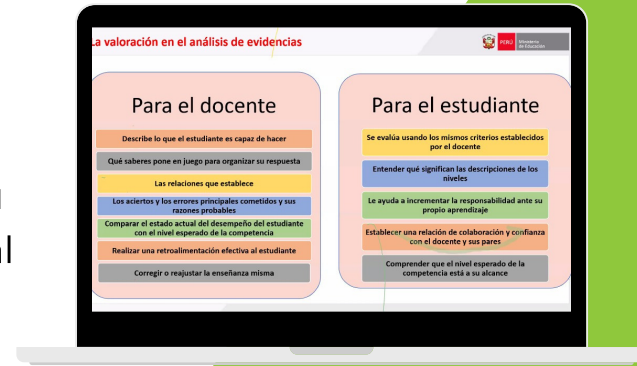 La valoración en el análisis de evidencias
PERÚ
Ministerio
de Educación
Para el docente
Describe lo que el estudiante es capaz de hacer
Qué saberes pone en juego para organizar su respuesta
Las relaciones que establece
Los aciertos y los errores principales cometidos y sus
razones probables
Comparar el estado actual del desempeño del estudiante
con el nivel esperado de la competencia
Realizar una retroalimentación efectiva al estudiante
Corregir o reajustar la enseñanza misma
Para el estudiante
Se evalúa usando los mismos criterios establecidos
por el docente
Entender qué significan las descripciones de los
niveles
Le ayuda a incrementar la responsabilidad ante su
propio aprendizaje
Establecer una relación de colaboración y confianza
con el docente y sus pares
Comprender que el nivel esperado de la
competencia está a su alcance